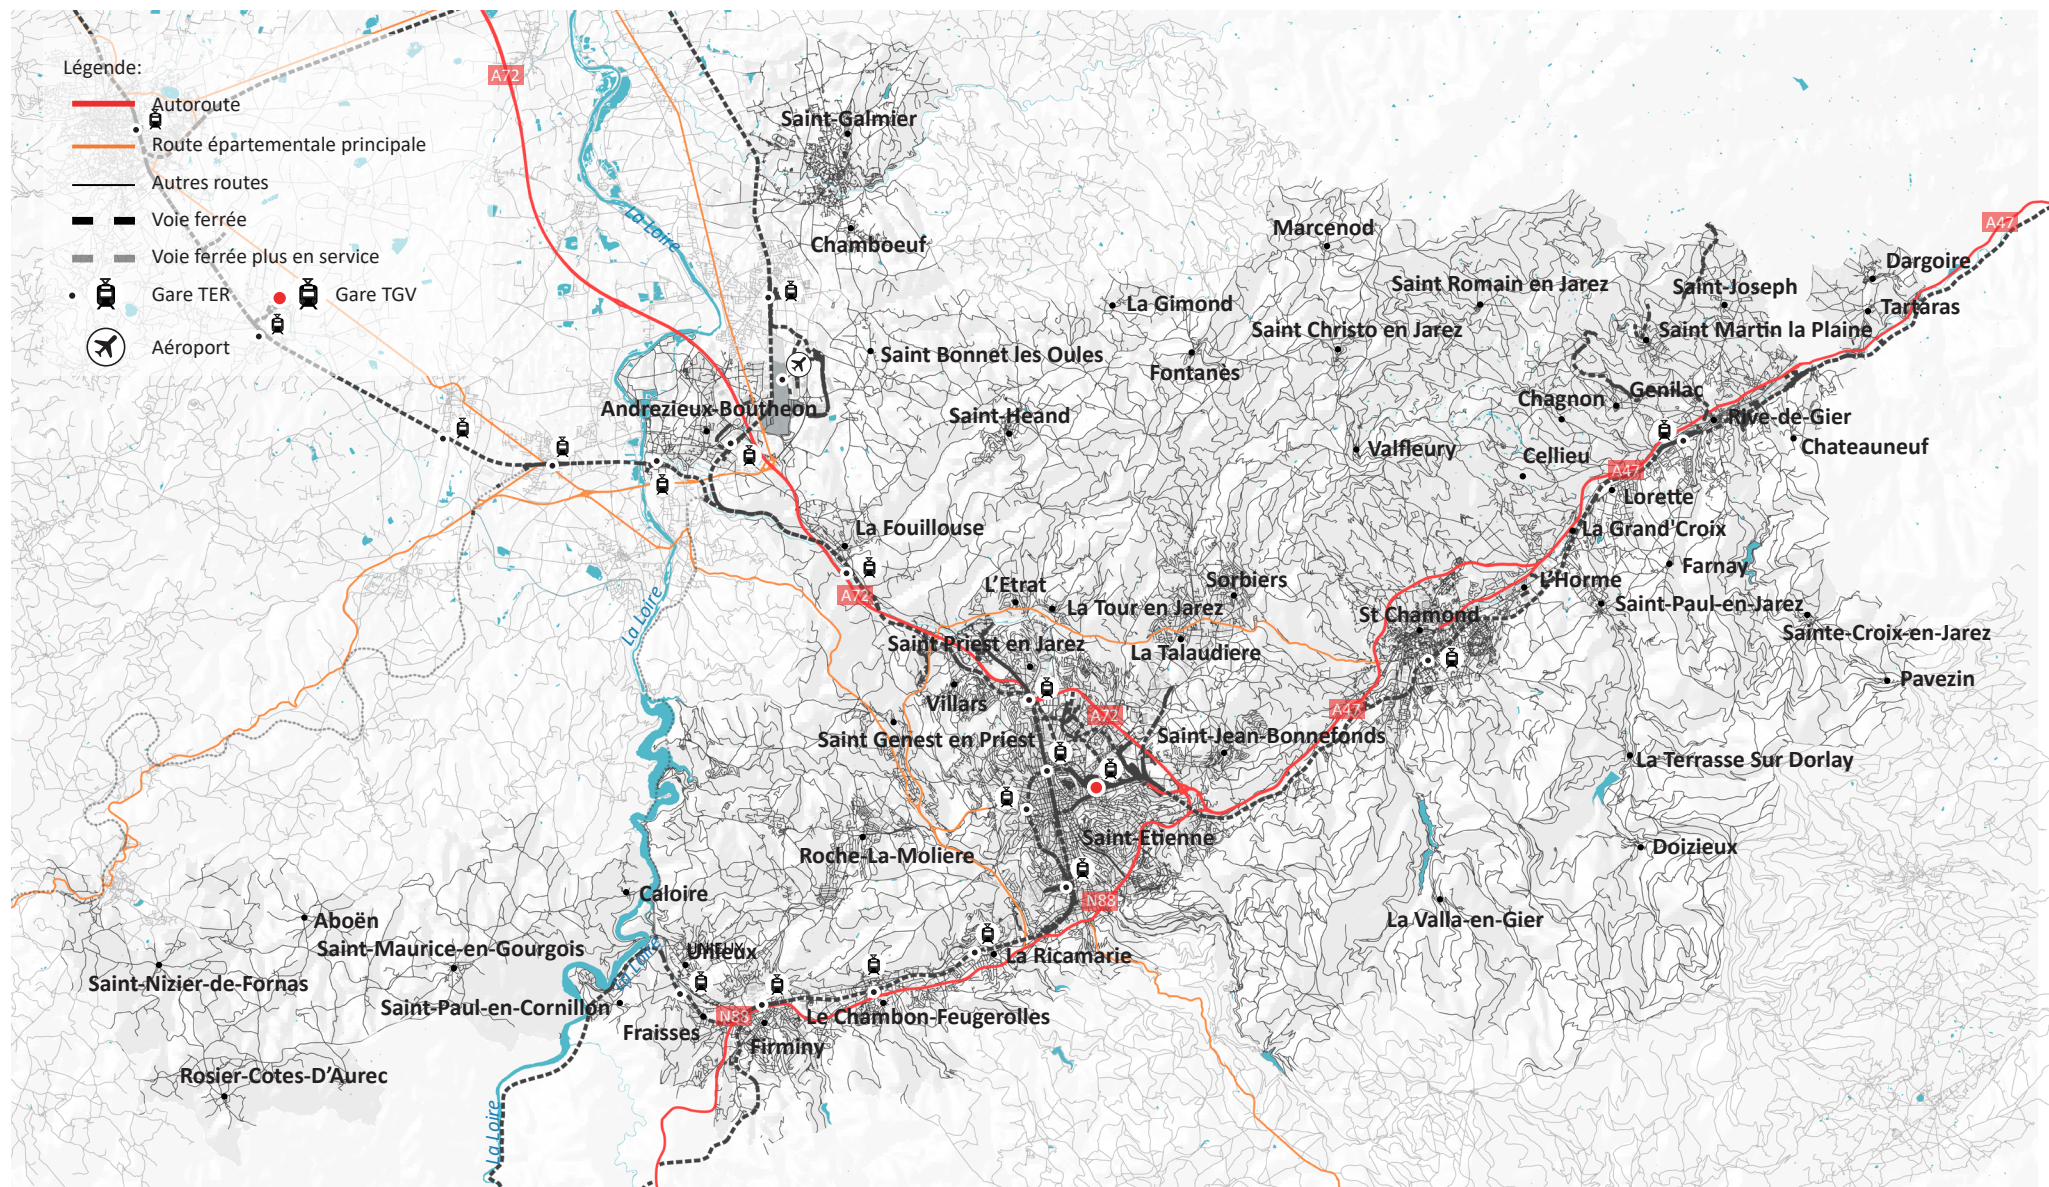 Légende:
Autoroute
Route épartementale principale
Autres routes
Voie ferrée
Voie ferrée plus en service
Gare TER
Gare TGV
Aéroport
A72
Saint-Galmier
La Loire
Chamboeuf
Marcenod
A47
Dargoire
Saint Romain en Jarez
Saint-Joseph
La Gimond
Tartaras
Saint Christo en Jarez
Saint Martin la Plaine
Saint Bonnet les Oules
Fontanès
Genilac
Chagnon
Andrezieux-Boutheon
Saint-Heand
Rive-de-Gier
Valfleury
Cellieu
Chateauneuf
A47
Lorette
La Fouillouse
La Grand'Croix
Farnay
A72
L'Etrat
Sorbiers
L'Horme
La Tour en Jarez
St Chamond
Saint-Paul-en-Jarez
La Loire
Sainte-Croix-en-Jarez
Saint Priest en Jarez
La Talaudiere
Pavezin
Villars
A72
A47
Saint Genest en Priest
Saint-Jean-Bonnefonds
La Terrasse Sur Dorlay
Saint-Etienne
Roche-La-Moliere
Doizieux
Caloire
N88
Aboën
La Valla-en-Gier
Saint-Maurice-en-Gourgois
UNIEUX
Unieux
La Ricamarie
La Loire
Saint-Nizier-de-Fornas
Saint-Paul-en-Cornillon
N88
Le Chambon-Feugerolles
Fraisses
Firminy
Rosier-Cotes-D'Aurec
La Loire